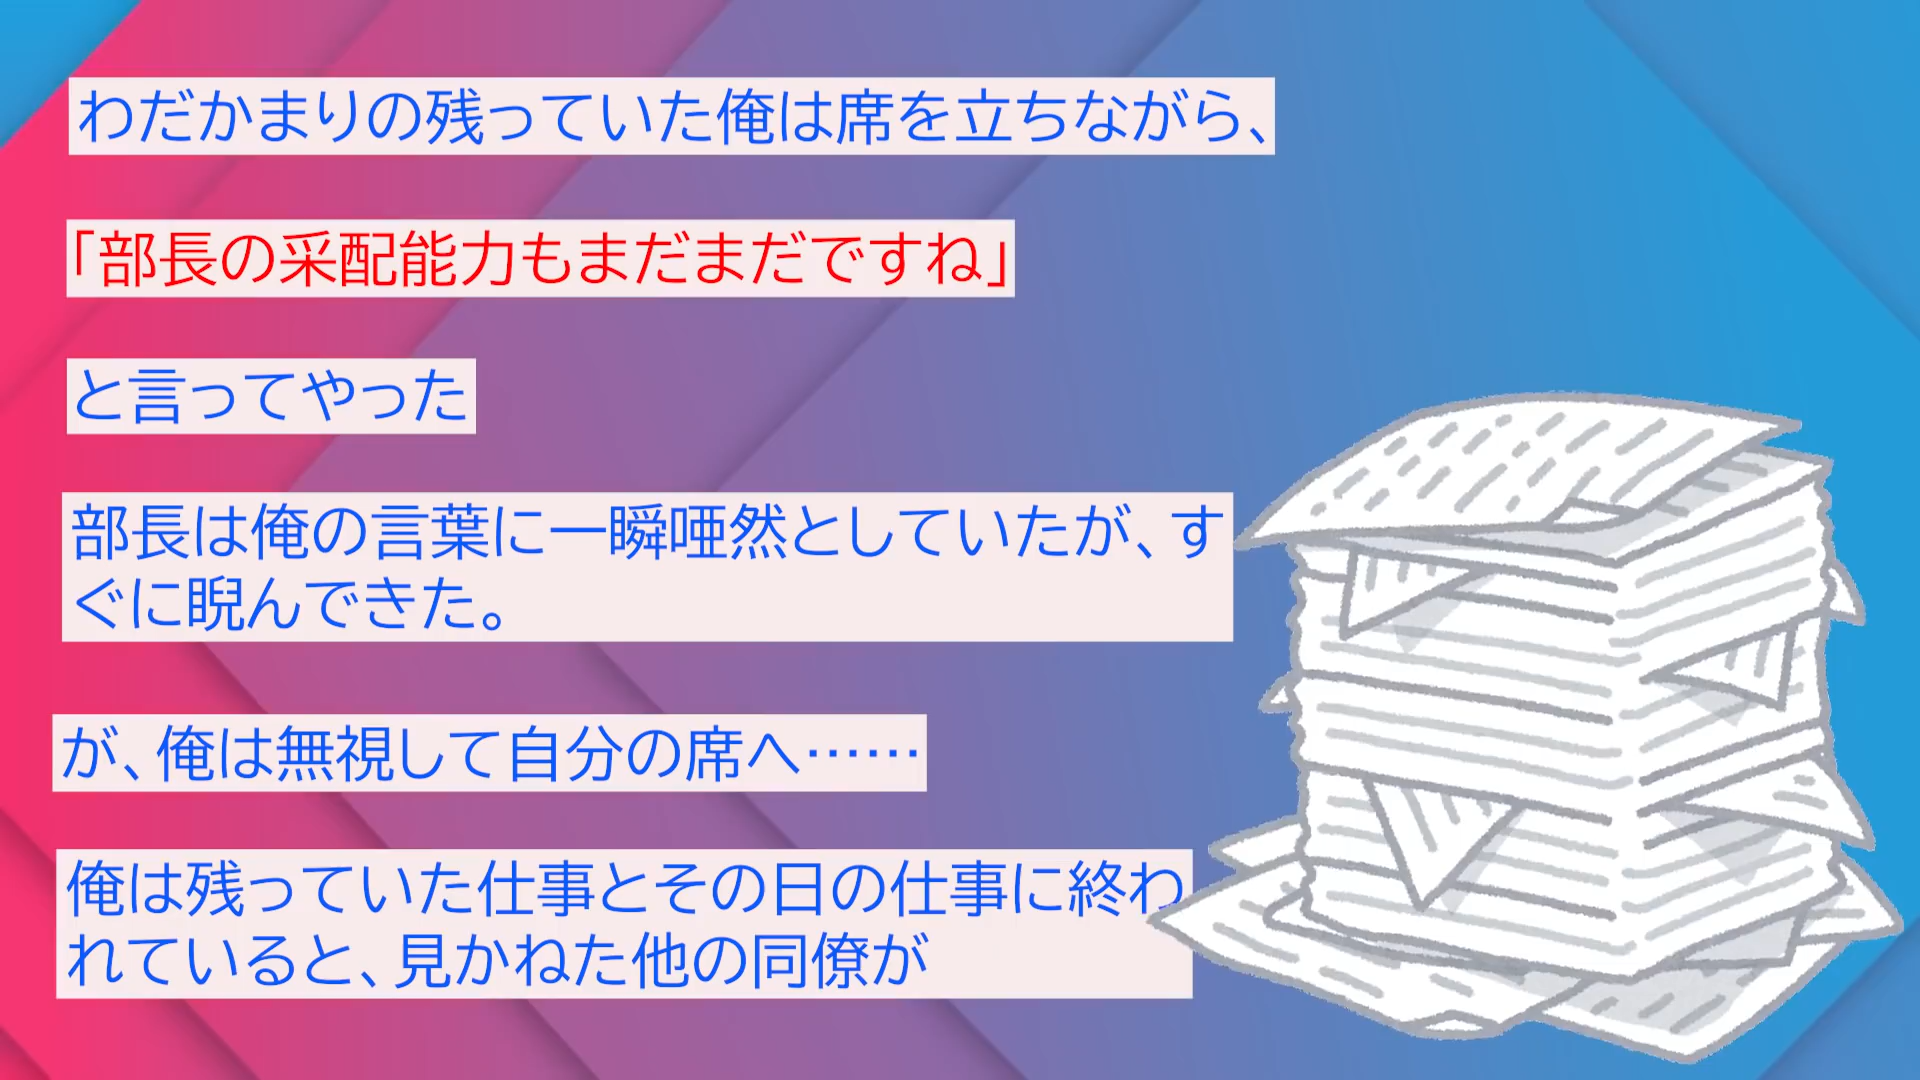 わだかまりの残っていた俺は席を立ちながら、
「部長の采配能力もまだまだですね」
と言ってやった
部長は俺の言葉に一瞬唖然としていたが、す
ぐに睨んできた。
が、俺は無視して自分の席へ……
俺は残っていた仕事とその日の仕事に終わ
れていると、見かねた他の同僚が